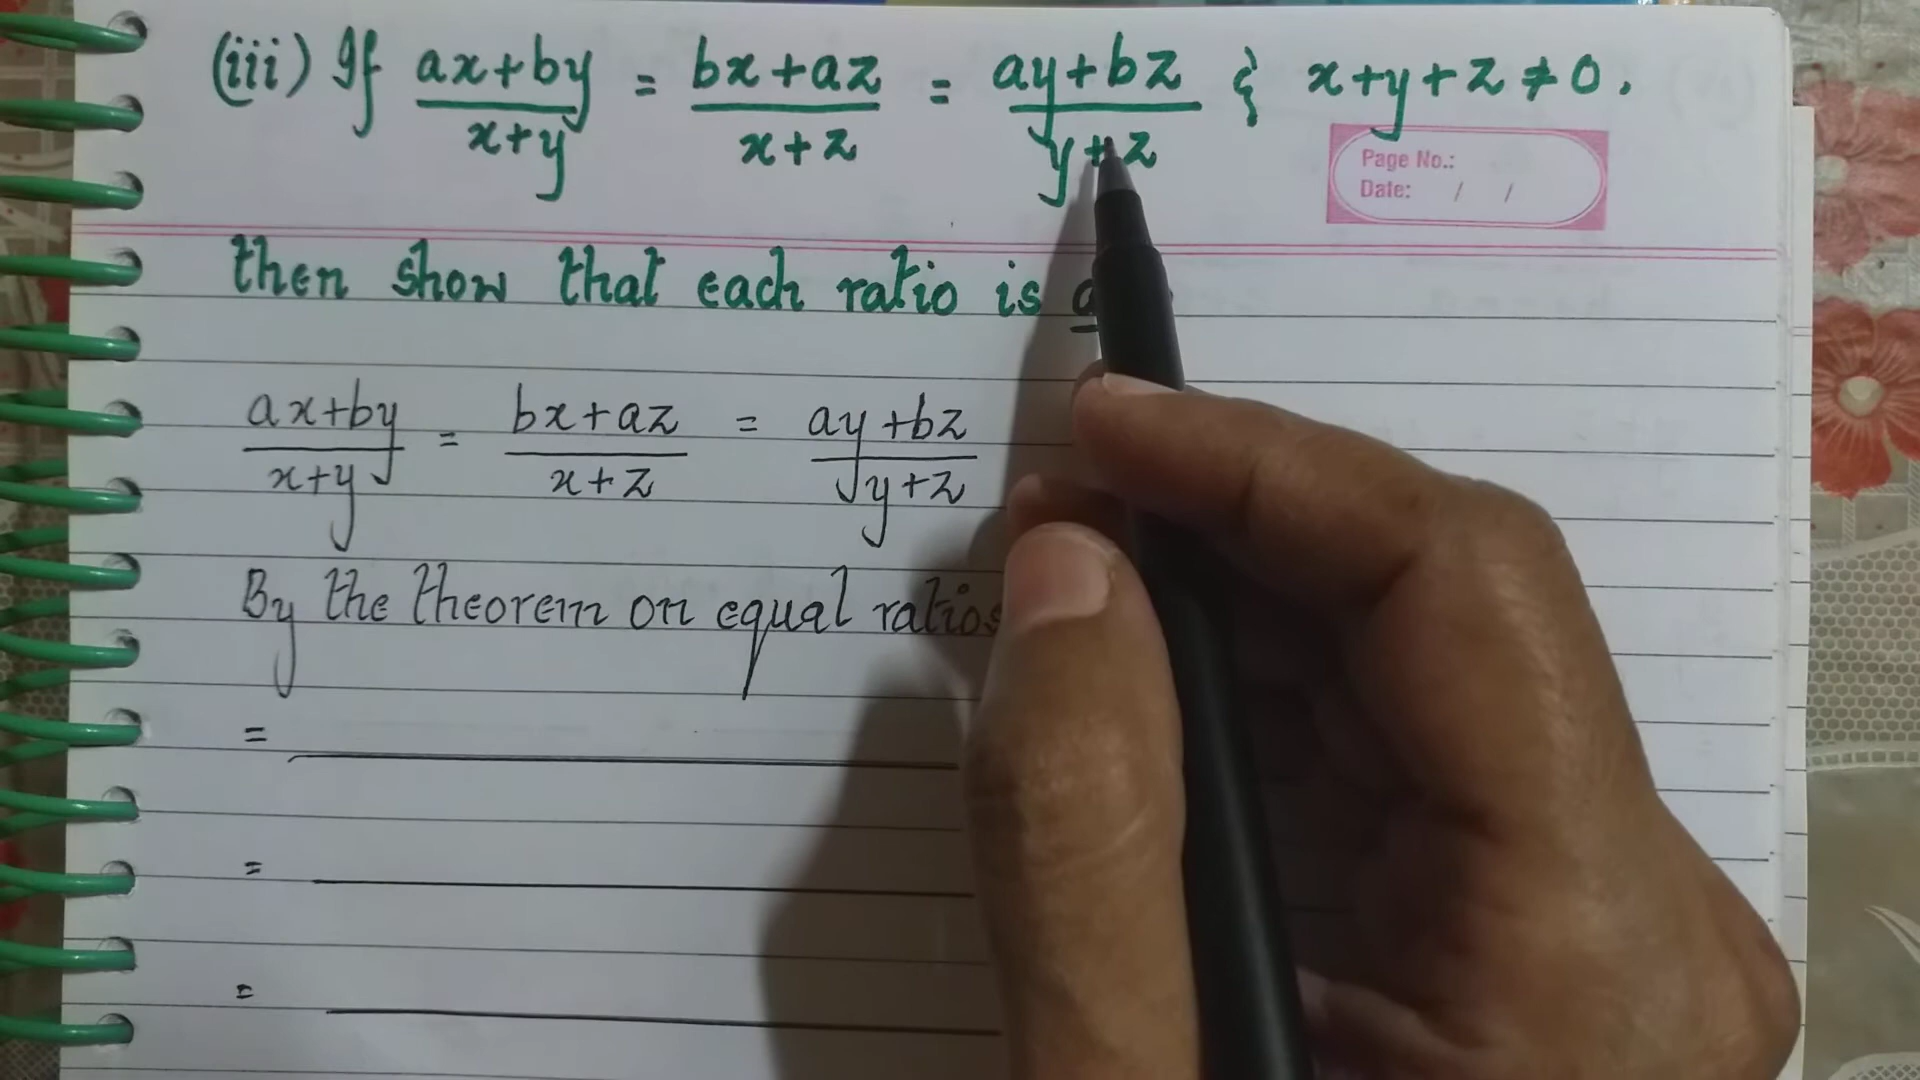 (iii) If ax+by/x+y = bx+az/x+z = ay+bz/y+z & x+y+z≠0.
Page No.:
Date: / /
then show that each ratio is
ax+by/x+y = bx+az/x+z = ay+bz/y+z
By the theorem on equal ratios
=
=
=